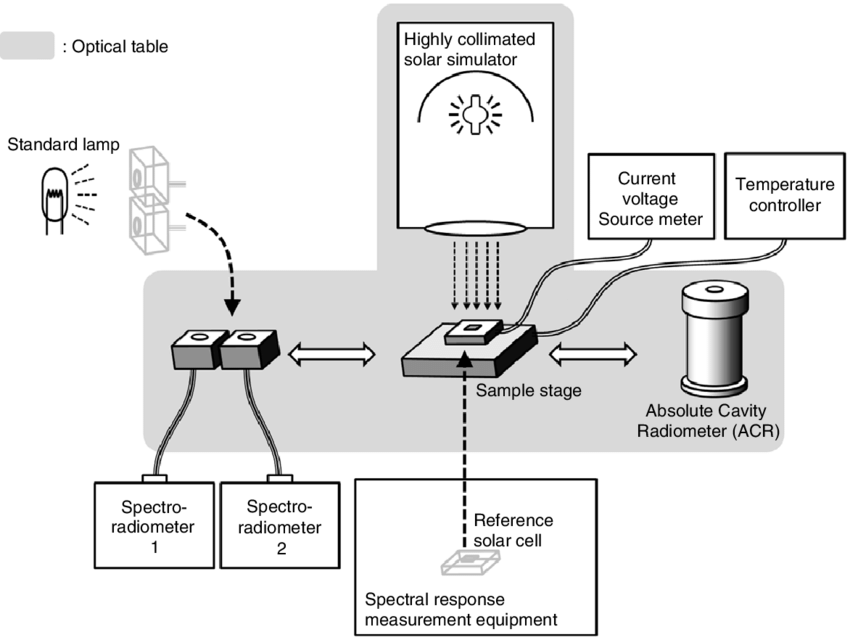 : Optical table
Highly collimated
solar simulator
Standard lamp
Current
voltage
Source meter
Temperature
controller
Sample stage
Absolute Cavity
Radiometer (ACR)
Spectro-
radiometer
1
Spectro-
radiometer
2
Reference
solar cell
Spectral response
measurement equipment